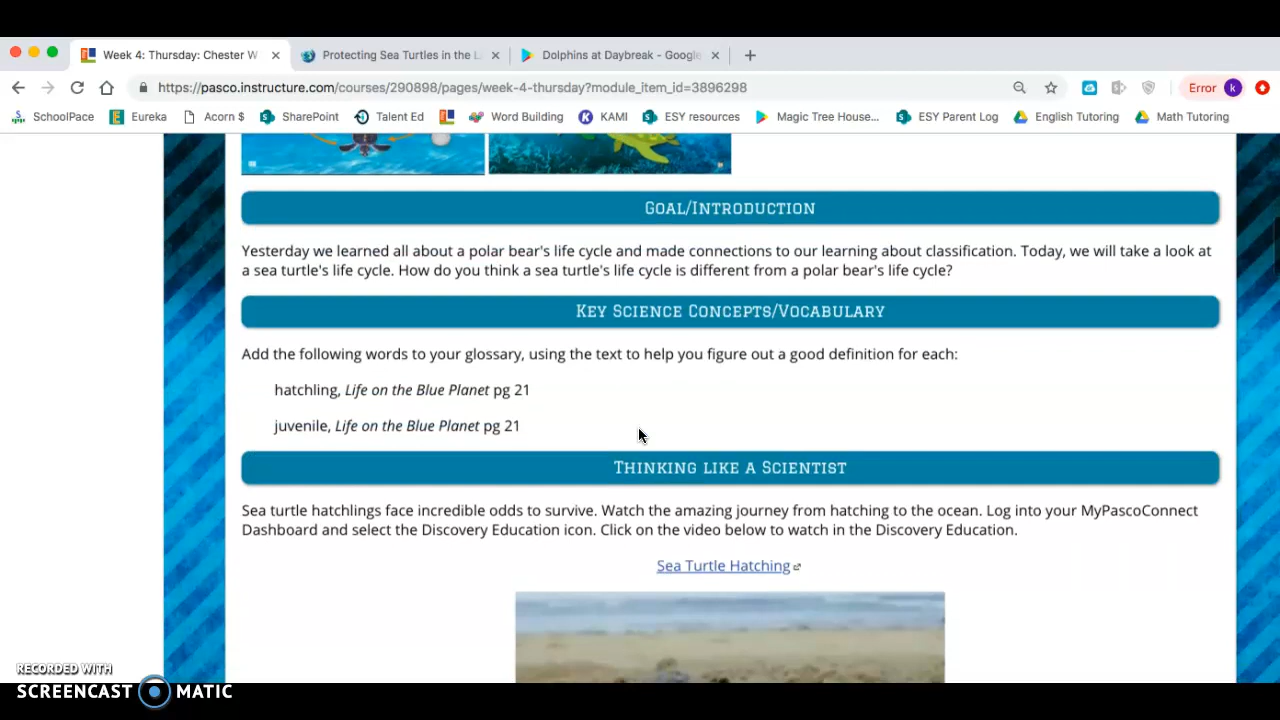 Week 4: Thursday: Chester W
Protecting Sea Turtles in the L
Dolphins at Daybreak - Google
https://pasco.instructure.com/courses/290898/pages/week-4-thursday?module_item_id=3896298
Error k
SchoolPace Eureka Acorn $ SharePoint Talent Ed Word Building KAMI ESY resources Magic Tree House... ESY Parent Log English Tutoring Math Tutoring
Goal/Introduction
Yesterday we learned all about a polar bear's life cycle and made connections to our learning about classification. Today, we will take a look at
a sea turtle's life cycle. How do you think a sea turtle's life cycle is different from a polar bear's life cycle?
Key Science Concepts/Vocabulary
Add the following words to your glossary, using the text to help you figure out a good definition for each:
hatchling, Life on the Blue Planet pg 21
juvenile, Life on the Blue Planet pg 21
Thinking like a Scientist
Sea turtle hatchlings face incredible odds to survive. Watch the amazing journey from hatching to the ocean. Log into your MyPascoConnect
Dashboard and select the Discovery Education icon. Click on the video below to watch in the Discovery Education.
Sea Turtle Hatching
RECORDED WITH
SCREENCAST MATIC